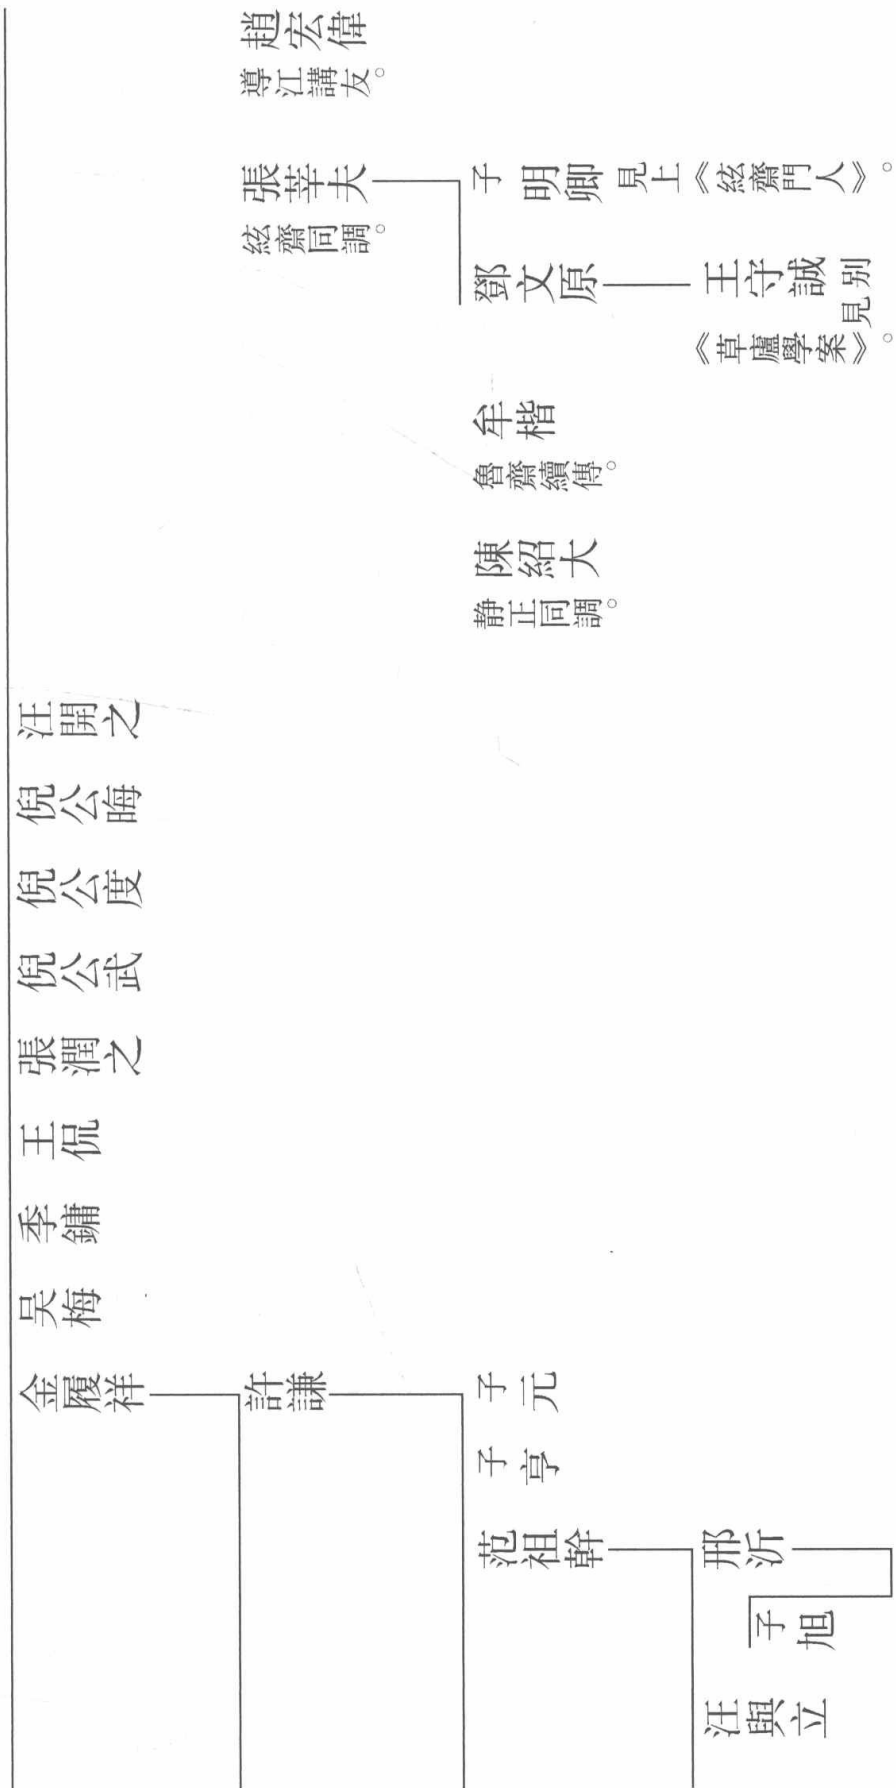 趙宏偉
導江講友。
張䇓夫
絃齋同調。
子 明卿 見上《絃齋門人》。
鄧文原
王守誠 別見
《草廬學案》。
牟楷
魯齋續傳。
陳紹大
静正同調。
汪開之
倪公晦
倪公度
倪公武
張潤之
王侃
季鏞
吴梅
金履祥
許謙
子 元
子 亨
范祖幹
邢沂
子 旭
汪與立